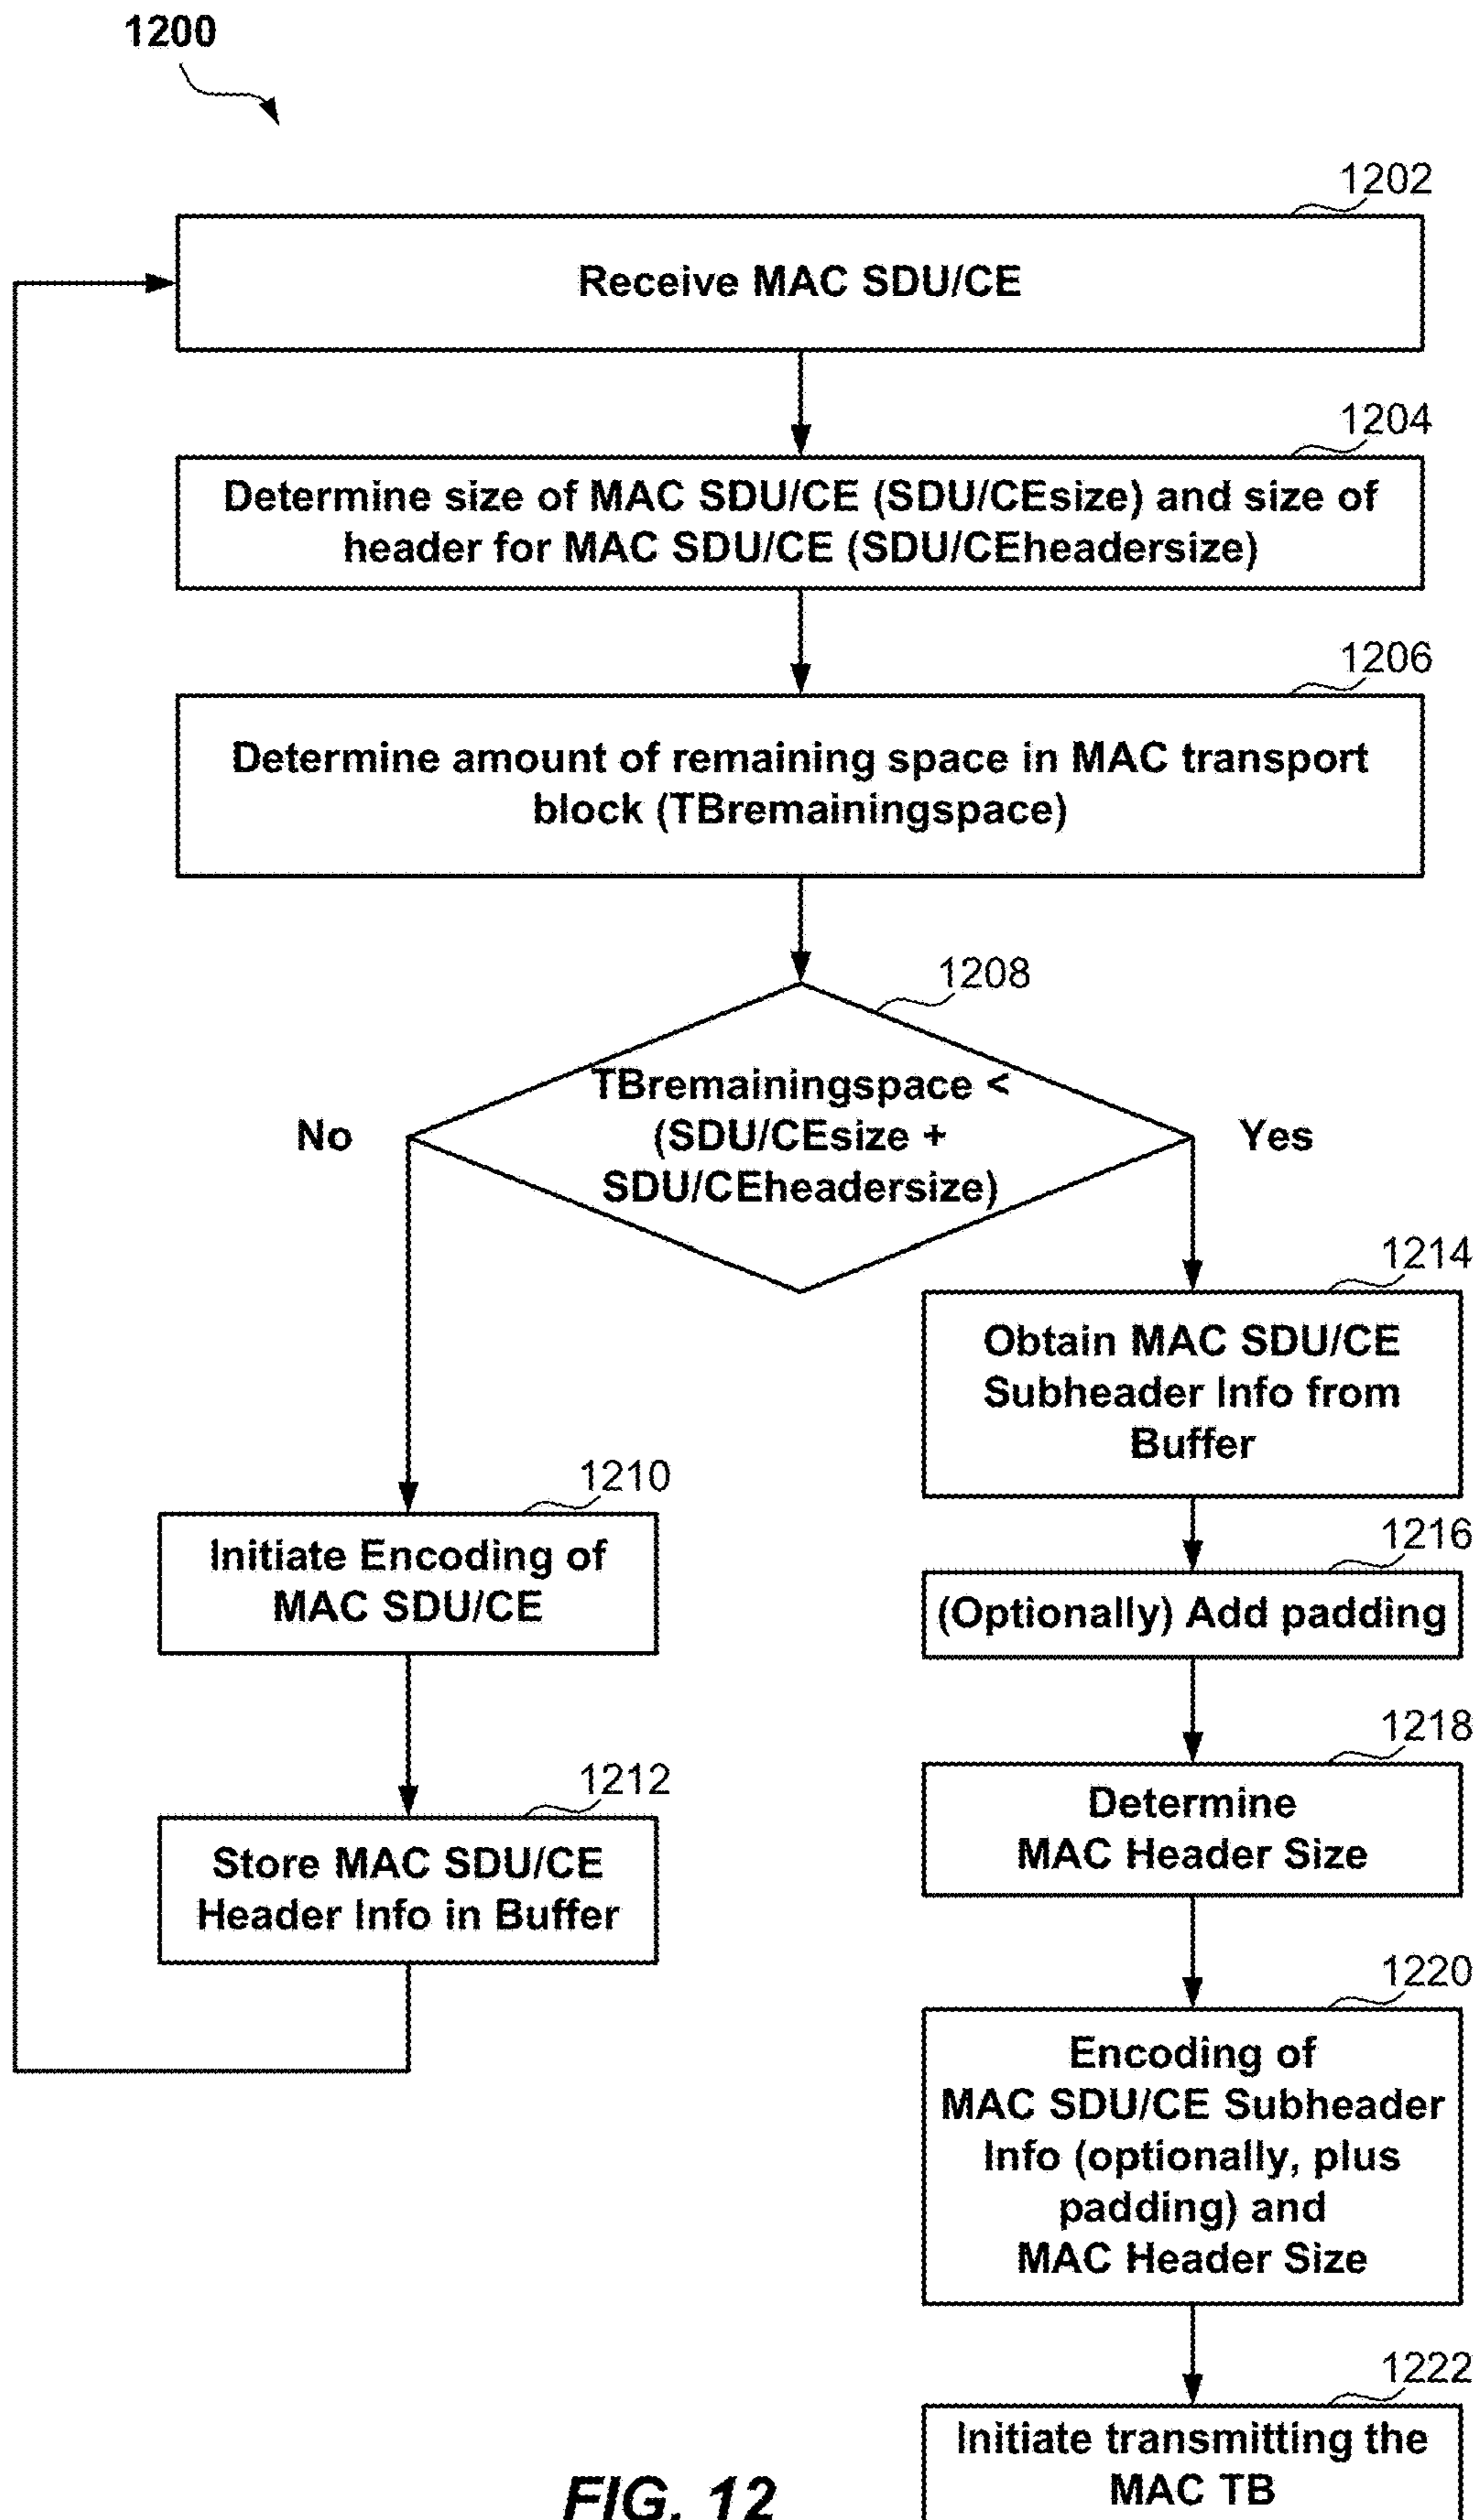 1200
1202
Receive MAC SDU/CE
1204
Determine size of MAC SDU/CE (SDU/CEsize) and size of
header for MAC SDU/CE (SDU/CEheadersize)
1206
Determine amount of remaining space in MAC transport
block (TBremainingspace)
1208
TBremainingspace <
(SDU/CEsize +
SDU/CEheadersize)
No
Yes
1210
Initiate Encoding of
MAC SDU/CE
1212
Store MAC SDU/CE
Header Info in Buffer
1214
Obtain MAC SDU/CE
Subheader Info from
Buffer
1216
(Optionally) Add padding
1218
Determine
MAC Header Size
1220
Encoding of
MAC SDU/CE Subheader
Info (optionally, plus
padding) and
MAC Header Size
1222
Initiate transmitting the
MAC TB
FIG. 12